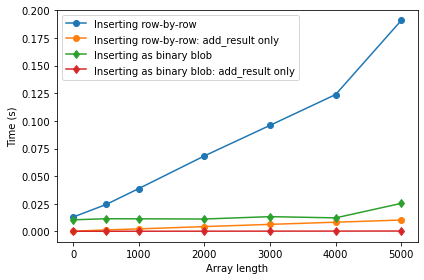 0.200
0.175
0.150
0.125
0.100
0.075
0.050
0.025
0.000
Time (s)
Inserting row-by-row
Inserting row-by-row: add_result only
Inserting as binary blob
Inserting as binary blob: add_result only
0 1000 2000 3000 4000 5000
Array length